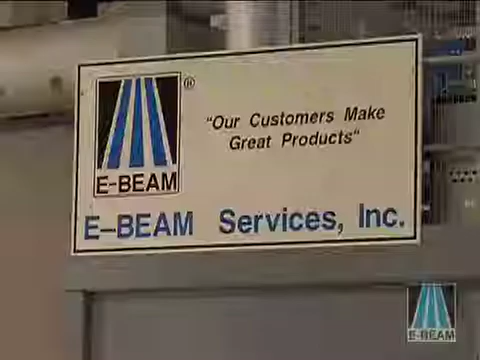 ®
"Our Customers Make
Great Products"
E-BEAM
E-BEAM Services, Inc.
E-BEAM